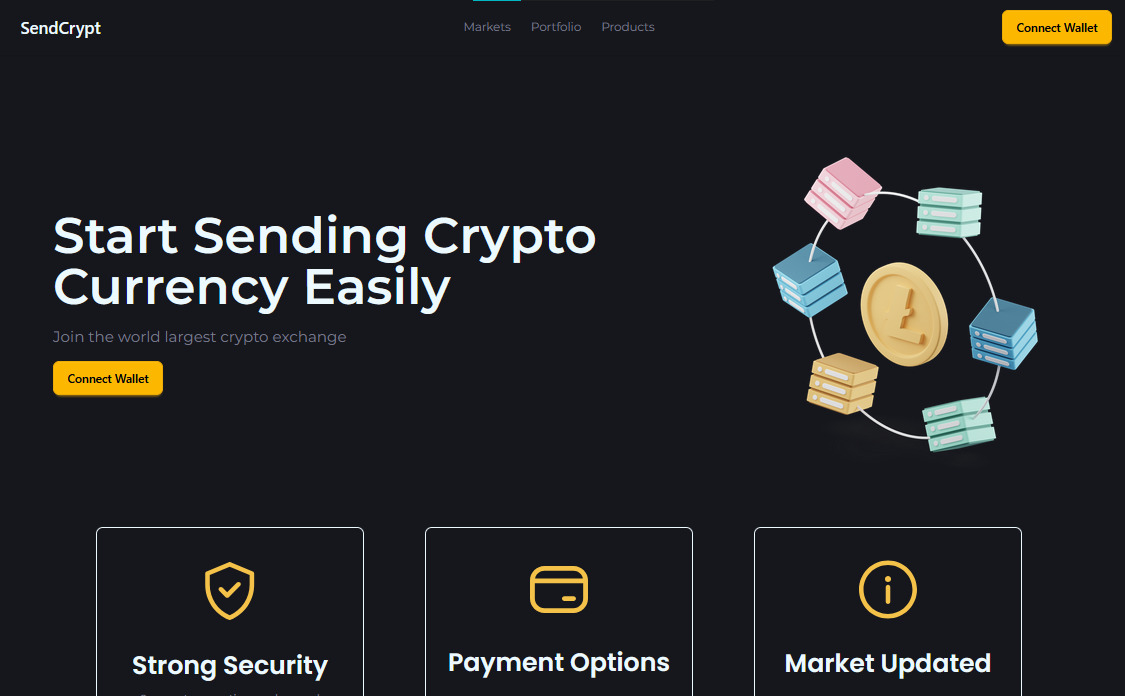 SendCrypt
Markets Portfolio Products
Connect Wallet
Start Sending Crypto
Currency Easily
Join the world largest crypto exchange
Connect Wallet
Strong Security
Payment Options
Market Updated